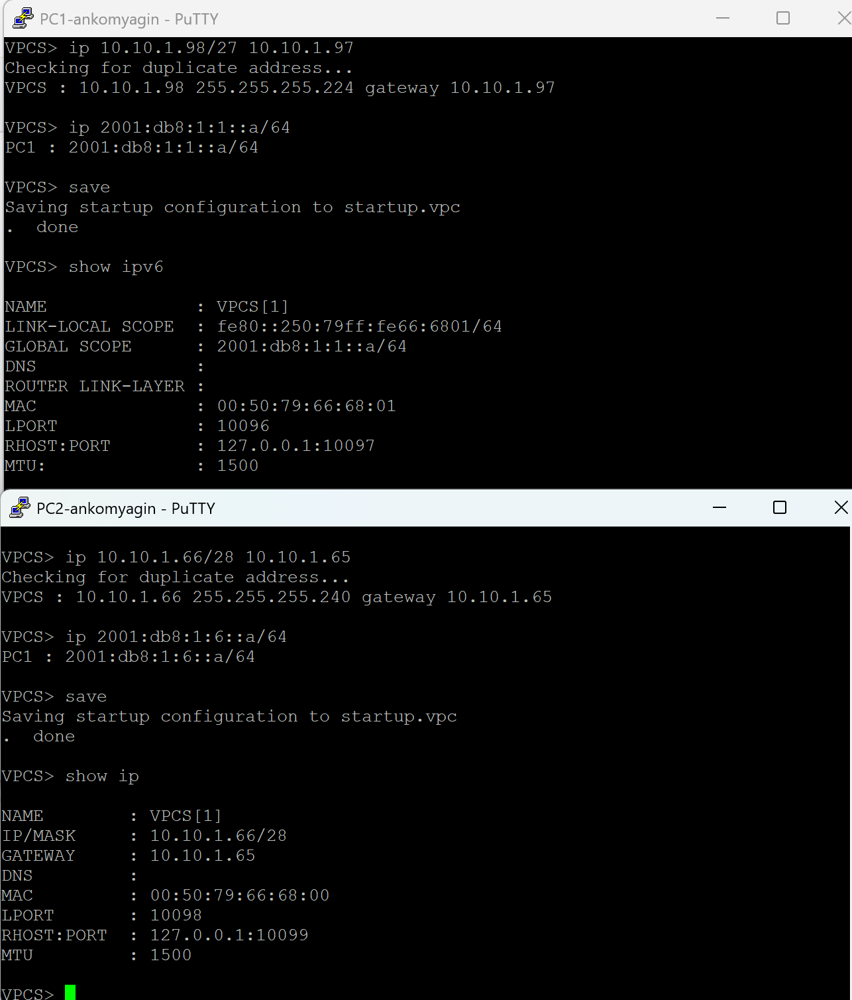 PC1-ankomyagin - PuTTY
VPCS> ip 10.10.1.98/27 10.10.1.97
Checking for duplicate address...
VPCS : 10.10.1.98 255.255.255.224 gateway 10.10.1.97
VPCS> ip 2001:db8:1:1::a/64
PC1 : 2001:db8:1:1::a/64
VPCS> save
Saving startup configuration to startup.vpc
.  done
VPCS> show ipv6
NAME              : VPCS[1]
LINK-LOCAL SCOPE  : fe80::250:79ff:fe66:6801/64
GLOBAL SCOPE      : 2001:db8:1:1::a/64
DNS               :
ROUTER LINK-LAYER :
MAC               : 00:50:79:66:68:01
LPORT             : 10096
RHOST:PORT        : 127.0.0.1:10097
MTU:              : 1500
PC2-ankomyagin - PuTTY
VPCS> ip 10.10.1.66/28 10.10.1.65
Checking for duplicate address...
VPCS : 10.10.1.66 255.255.255.240 gateway 10.10.1.65
VPCS> ip 2001:db8:1:6::a/64
PC1 : 2001:db8:1:6::a/64
VPCS> save
Saving startup configuration to startup.vpc
.  done
VPCS> show ip
NAME        : VPCS[1]
IP/MASK     : 10.10.1.66/28
GATEWAY     : 10.10.1.65
DNS         :
MAC         : 00:50:79:66:68:00
LPORT       : 10098
RHOST:PORT  : 127.0.0.1:10099
MTU         : 1500
VPCS>